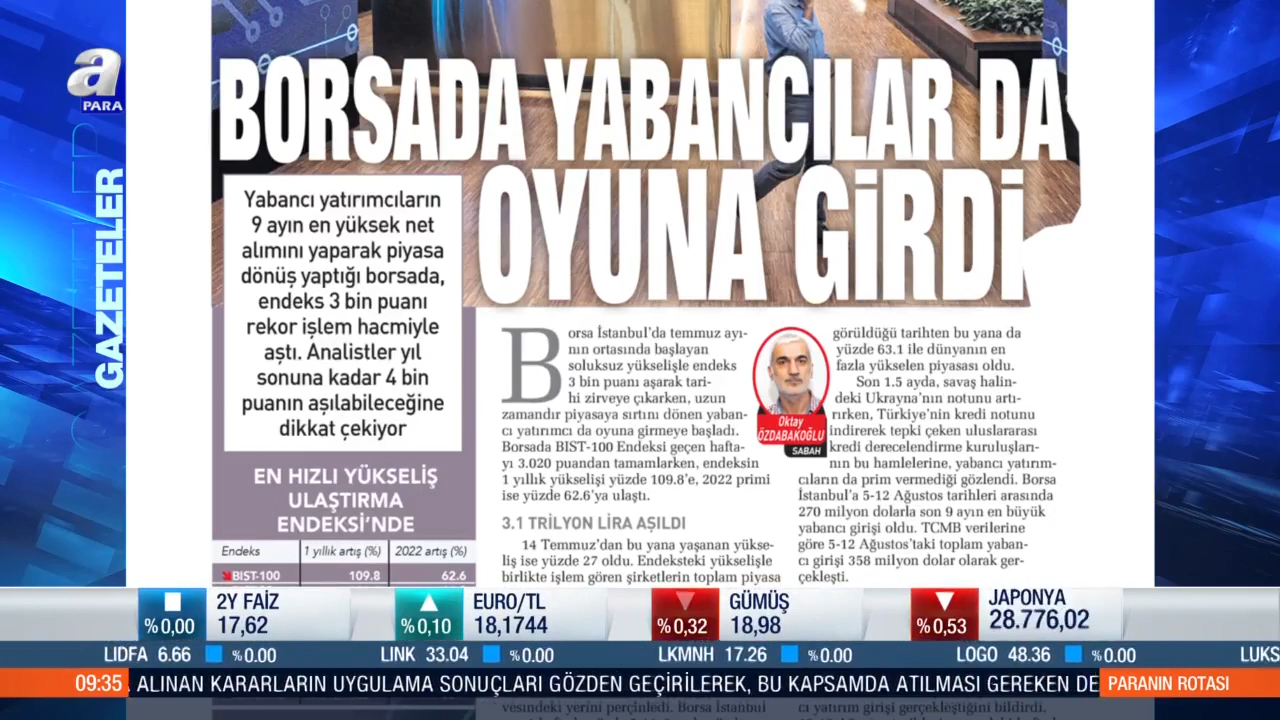 a
PARA
GAZETELER
BORSADA YABANCILAR DA
OYUNA GİRDİ
Yabancı yatırımcıların
9 ayın en yüksek net
alımını yaparak piyasa
dönüş yaptığı borsada,
endeks 3 bin puanı
rekor işlem hacmiyle
aştı. Analistler yıl
sonuna kadar 4 bin
puanın aşılabileceğine
dikkat çekiyor
EN HIZLI YÜKSELİŞ
ULAŞTIRMA
ENDEKSİ'NDE
Endeks 1 yıllık artış (%) 2022 artış (%)
BIST-100 109.8 62.6
Borsa İstanbul'da temmuz ayı-
nın ortasında başlayan
soluksuz yükselişle endeks
3 bin puanı aşarak tari-
hi zirveye çıkarken, uzun
zamandır piyasaya sırtını dönen yaban-
cı yatırımcı da oyuna girmeye başladı.
Borsada BIST-100 Endeksi geçen hafta-
yı 3.020 puandan tamamlarken, endeksin
1 yıllık yükselişi yüzde 109.8'e, 2022 primi
ise yüzde 62.6'ya ulaştı.
3.1 TRİLYON LİRA AŞILDI
14 Temmuz'dan bu yana yaşanan yükse-
liş ise yüzde 27 oldu. Endeksteki yükselişle
birlikte işlem gören şirketlerin toplam piyasa
Oktay
ÖZDABAKOĞLU
SABAH
görüldüğü tarihten bu yana da
yüzde 63.1 ile dünyanın en
fazla yükselen piyasası oldu.
Son 1.5 ayda, savaş halin-
deki Ukrayna'nın notunu artı-
rırken, Türkiye'nin kredi notunu
indirerek tepki çeken uluslararası
kredi derecelendirme kuruluşları-
nın bu hamlelerine, yabancı yatırım-
cıların da prim vermediği gözlendi. Borsa
İstanbul'a 5-12 Ağustos tarihleri arasında
270 milyon dolarla son 9 ayın en büyük
yabancı girişi oldu. TCMB verilerine
göre 5-12 Ağustos'taki toplam yaban-
cı girişi 358 milyon dolar olarak ger-
çekleşti.
%0,00 2Y FAİZ 17,62
%0,10 EURO/TL 18,1744
%0,32 GÜMÜŞ 18,98
%0,53 JAPONYA 28.776,02
LIDFA 6.66 %0.00 LINK 33.04 %0.00 LKMNH 17.26 %0.00 LOGO 48.36 %0.00 LUKS
09:35 ALINAN KARARLARIN UYGULAMA SONUÇLARI GÖZDEN GEÇİRİLEREK, BU KAPSAMDA ATILMASI GEREKEN DE PARANIN ROTASI
vesindeki yerini perçinledi. Borsa İstanbul
yatırım girişi gerçekleştiğini bildirdi.